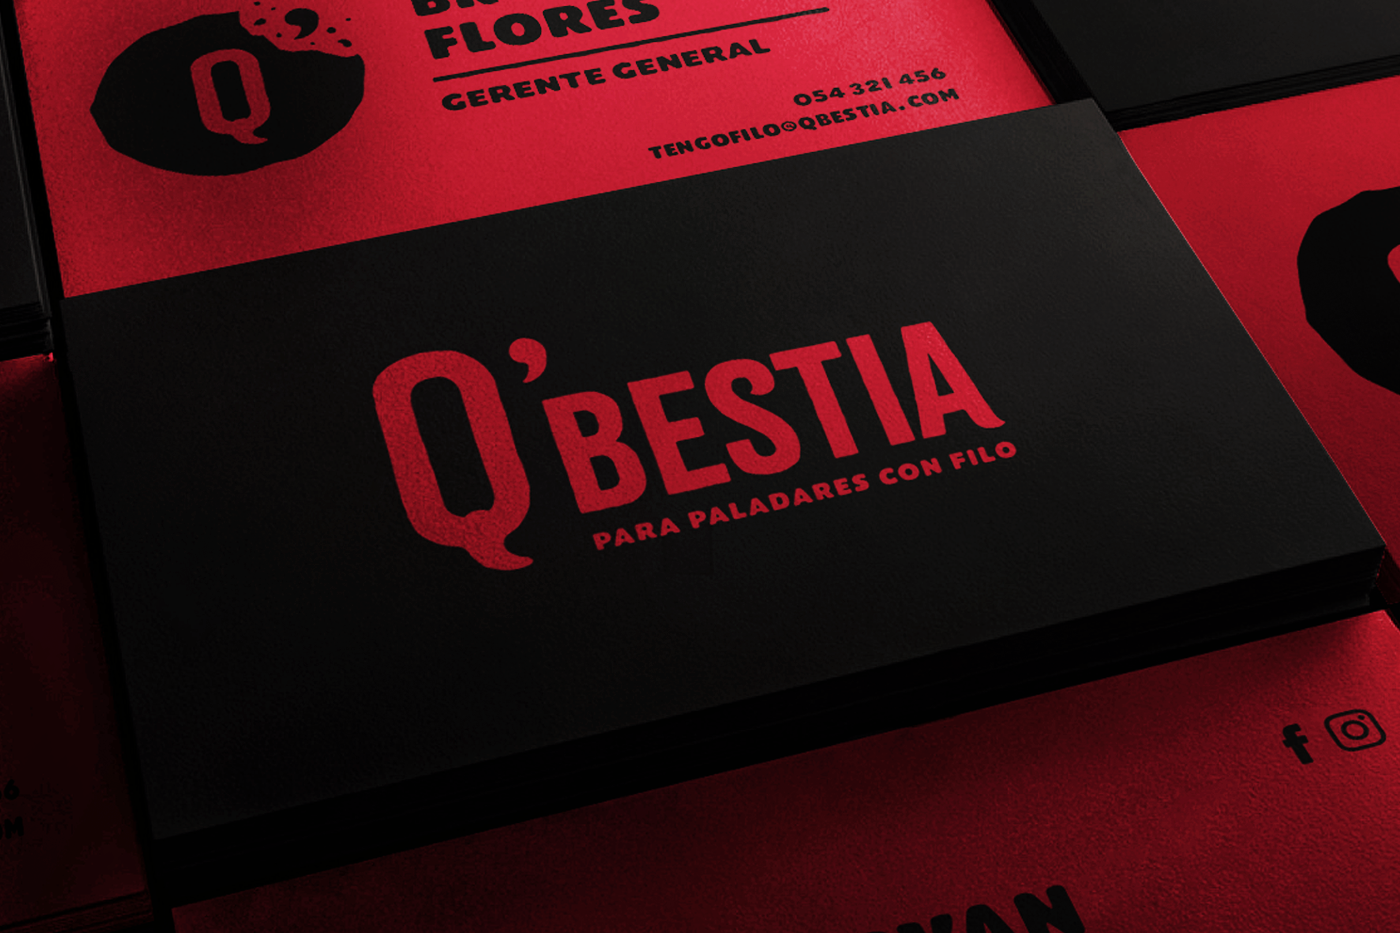 Q
FLORES
GERENTE GENERAL
054 321 456
TENGOFILO@QBESTIA.COM
Q'BESTIA
PARA PALADARES CON FILO